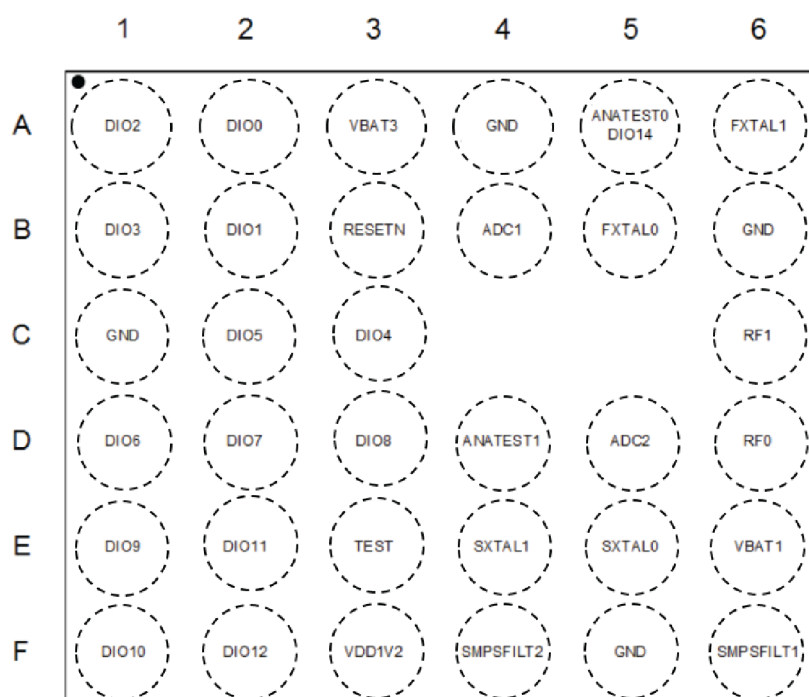 1 2 3 4 5 6
A DIO2 DIO0 VBAT3 GND ANATEST0 FXTAL1
DIO14
B DIO3 DIO1 RESETN ADC1 FXTAL0 GND
C GND DIO5 DIO4 RF1
D DIO6 DIO7 DIO8 ANATEST1 ADC2 RF0
E DIO9 DIO11 TEST SXTAL1 SXTAL0 VBAT1
F DIO10 DIO12 VDD1V2 SMPSFILT2 GND SMPSFILT1